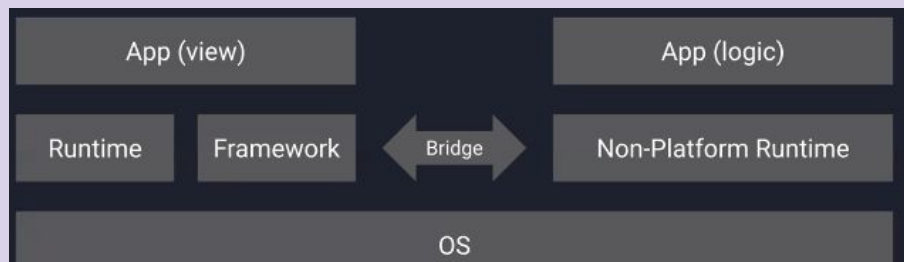 App (view)
App (logic)
Runtime
Framework
Bridge
Non-Platform Runtime
OS